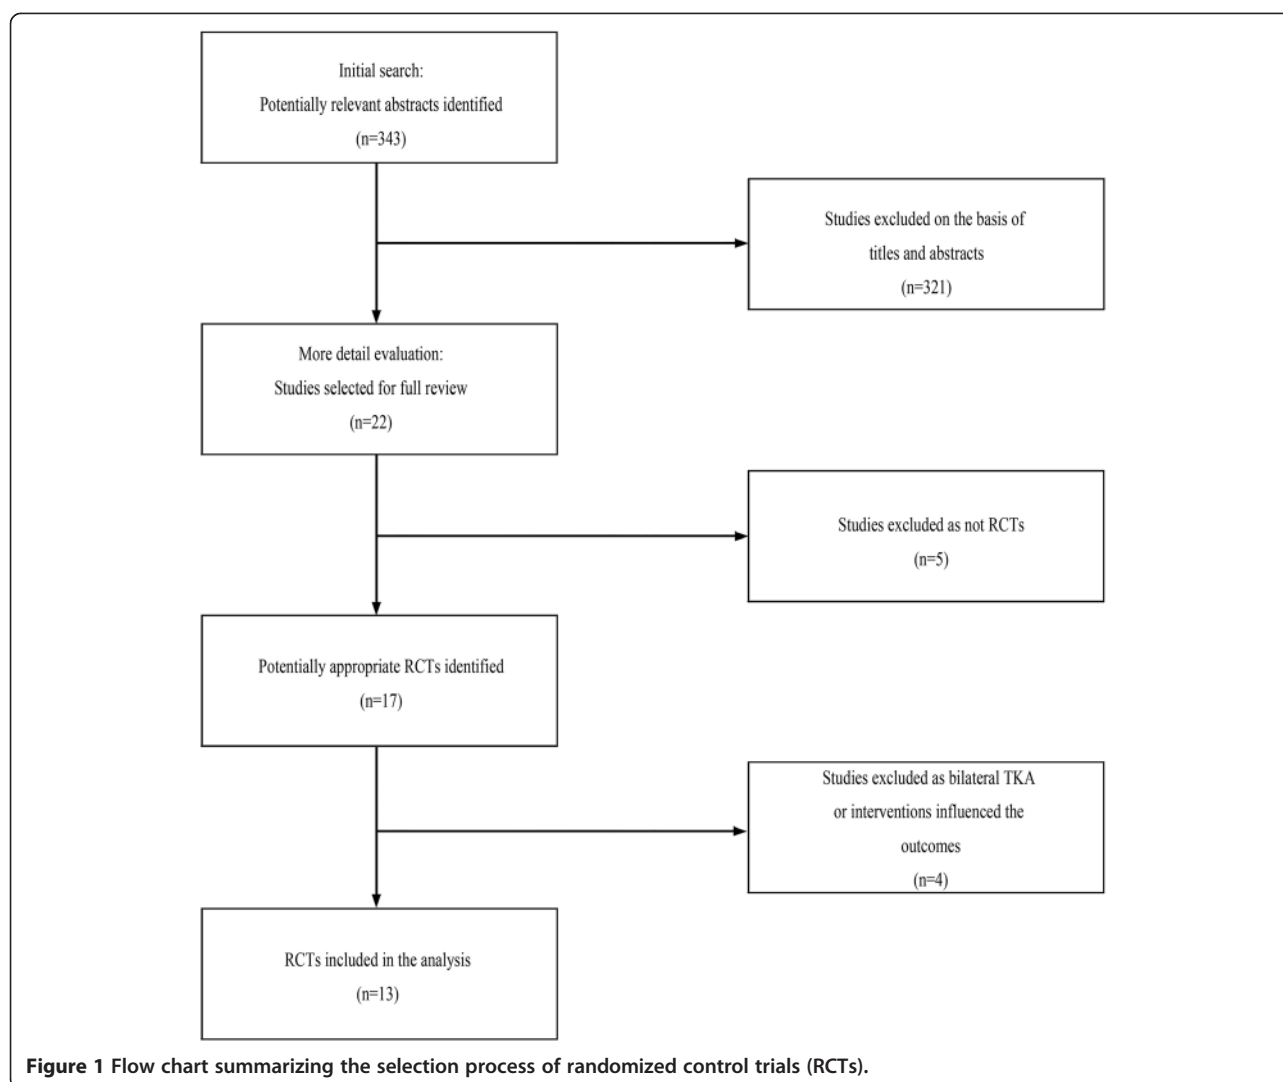 Initial search:
Potentially relevant abstracts identified
(n=343)
Studies excluded on the basis of
titles and abstracts
(n=321)
More detail evaluation:
Studies selected for full review
(n=22)
Studies excluded as not RCTs
(n=5)
Potentially appropriate RCTs identified
(n=17)
Studies excluded as bilateral TKA
or interventions influenced the
outcomes
(n=4)
RCTs included in the analysis
(n=13)
Figure 1 Flow chart summarizing the selection process of randomized control trials (RCTs).